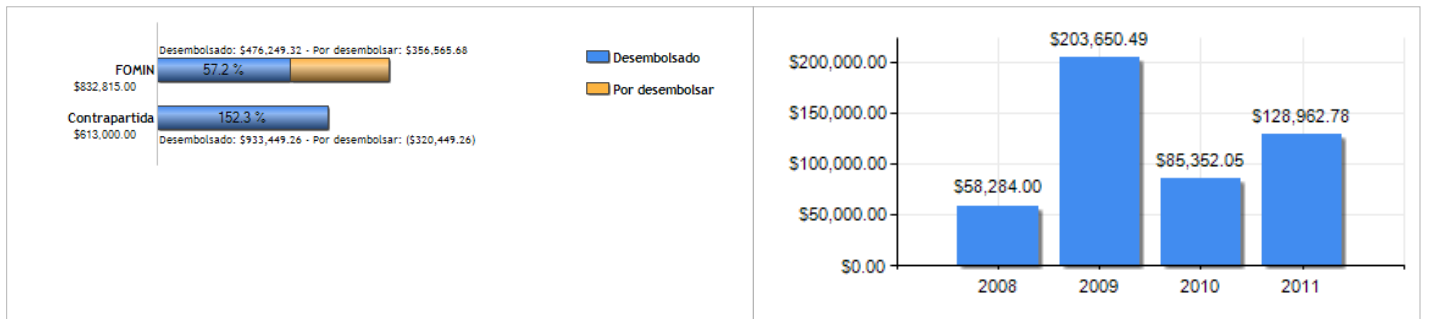 Desembolsado: $476,249.32 - Por desembolsar: $356,565.68
FOMIN
57.2 %
$832,815.00
Contrapartida
152.3 %
$613,000.00
Desembolsado: $933,449.26 - Por desembolsar: ($320,449.26)
Desembolsado
Por desembolsar
$200,000.00
$150,000.00
$100,000.00
$50,000.00
$0.00
$58,284.00
$203,650.49
$85,352.05
$128,962.78
2008
2009
2010
2011